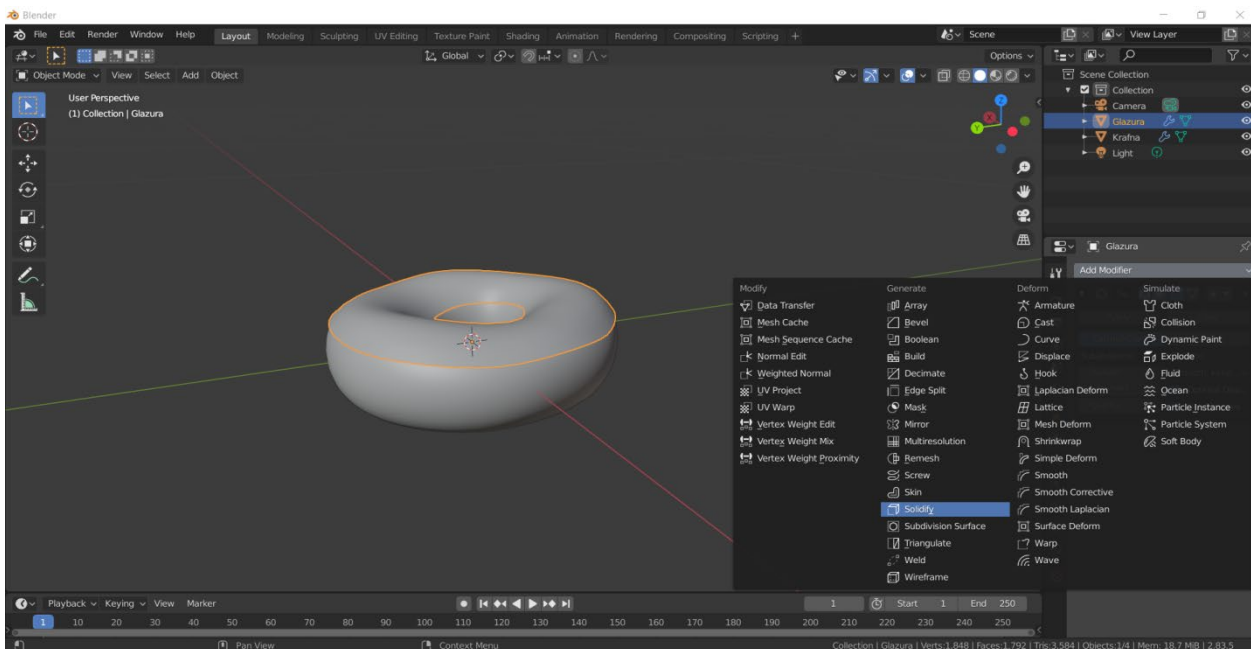 Blender
File Edit Render Window Help Layout Modeling Sculpting UV Editing Texture Paint Shading Animation Rendering Compositing Scripting + Scene View Layer
Global Options
Object Mode View Select Add Object
User Perspective
(1) Collection | Glazura
X
Y
Z
Scene Collection
Collection
Camera
Glazura
Krafna
Light
Glazura
Add Modifier
Modify Generate Deform Simulate
Data Transfer Array Armature Cloth
Mesh Cache Bevel Cast Collision
Mesh Sequence Cache Boolean Curve Dynamic Paint
Normal Edit Build Displace Explode
Weighted Normal Decimate Hook Fluid
UV Project Edge Split Laplacian Deform Ocean
UV Warp Mask Lattice Particle Instance
Vertex Weight Edit Mirror Mesh Deform Particle System
Vertex Weight Mix Multiresolution Shrinkwrap Soft Body
Vertex Weight Proximity Remesh Simple Deform
Screw Smooth
Skin Smooth Corrective
Solidify Smooth Laplacian
Subdivision Surface Surface Deform
Triangulate Warp
Weld Wave
Wireframe
Playback Keying View Marker 1 Start 1 End 250
1 10 20 30 40 50 60 70 80 90 100 110 120 130 140 150 160 170 180 190 200 210 220 230 240 250
Pan View Context Menu Collection | Glazura | Verts:1.848 | Faces:1.792 | Tris:3.584 | Objects:1/4 | Mem: 18.7 MiB | 2.83.5